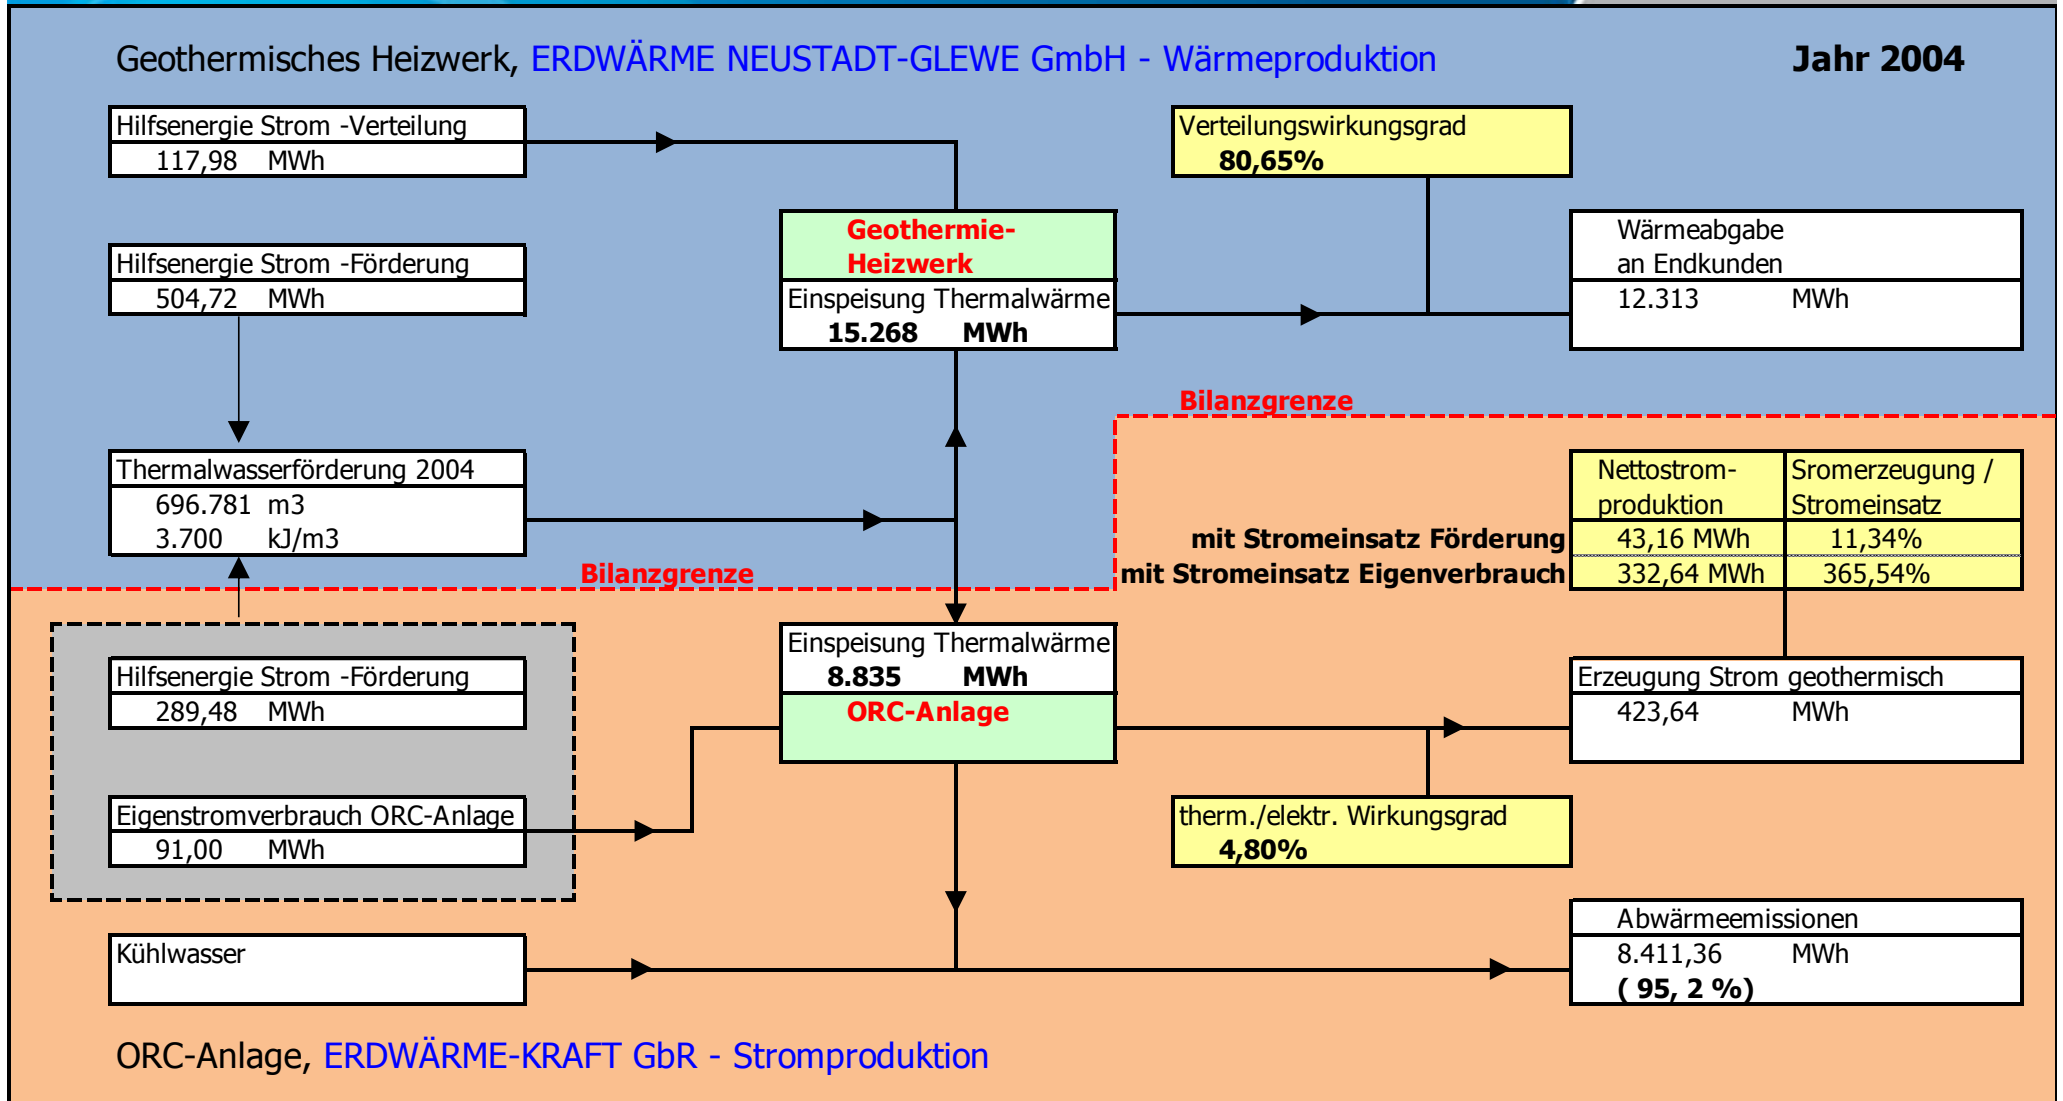 Geothermisches Heizwerk, ERDWÄRME NEUSTADT-GLEWE GmbH - Wärmeproduktion
Jahr 2004
Hilfsenergie Strom -Verteilung
117,98 MWh
Verteilungswirkungsgrad
80,65%
Hilfsenergie Strom -Förderung
504,72 MWh
Geothermie-
Heizwerk
Einspeisung Thermalwärme
15.268 MWh
Wärmeabgabe
an Endkunden
12.313 MWh
Bilanzgrenze
Thermalwasserförderung 2004
696.781 m3
3.700 kJ/m3
Nettostrom-
produktion
Sromerzeugung /
Stromeinsatz
mit Stromeinsatz Förderung 43,16 MWh 11,34%
mit Stromeinsatz Eigenverbrauch 332,64 MWh 365,54%
Bilanzgrenze
Einspeisung Thermalwärme
8.835 MWh
ORC-Anlage
Hilfsenergie Strom -Förderung
289,48 MWh
Erzeugung Strom geothermisch
423,64 MWh
Eigenstromverbrauch ORC-Anlage
91,00 MWh
therm./elektr. Wirkungsgrad
4,80%
Kühlwasser
Abwärmeemissionen
8.411,36 MWh
( 95, 2 %)
ORC-Anlage, ERDWÄRME-KRAFT GbR - Stromproduktion